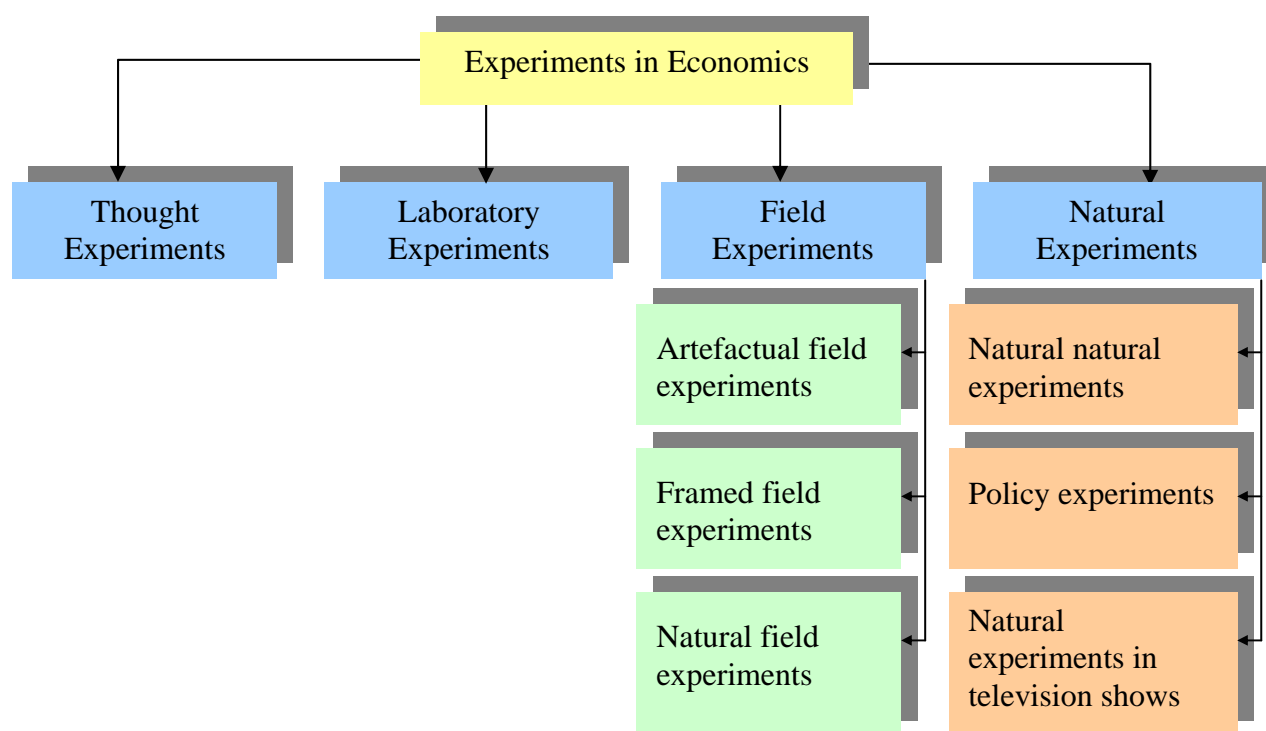 Experiments in Economics
Thought
Experiments
Laboratory
Experiments
Field
Experiments
Natural
Experiments
Artefactual field
experiments
Framed field
experiments
Natural field
experiments
Natural natural
experiments
Policy experiments
Natural
experiments in
television shows